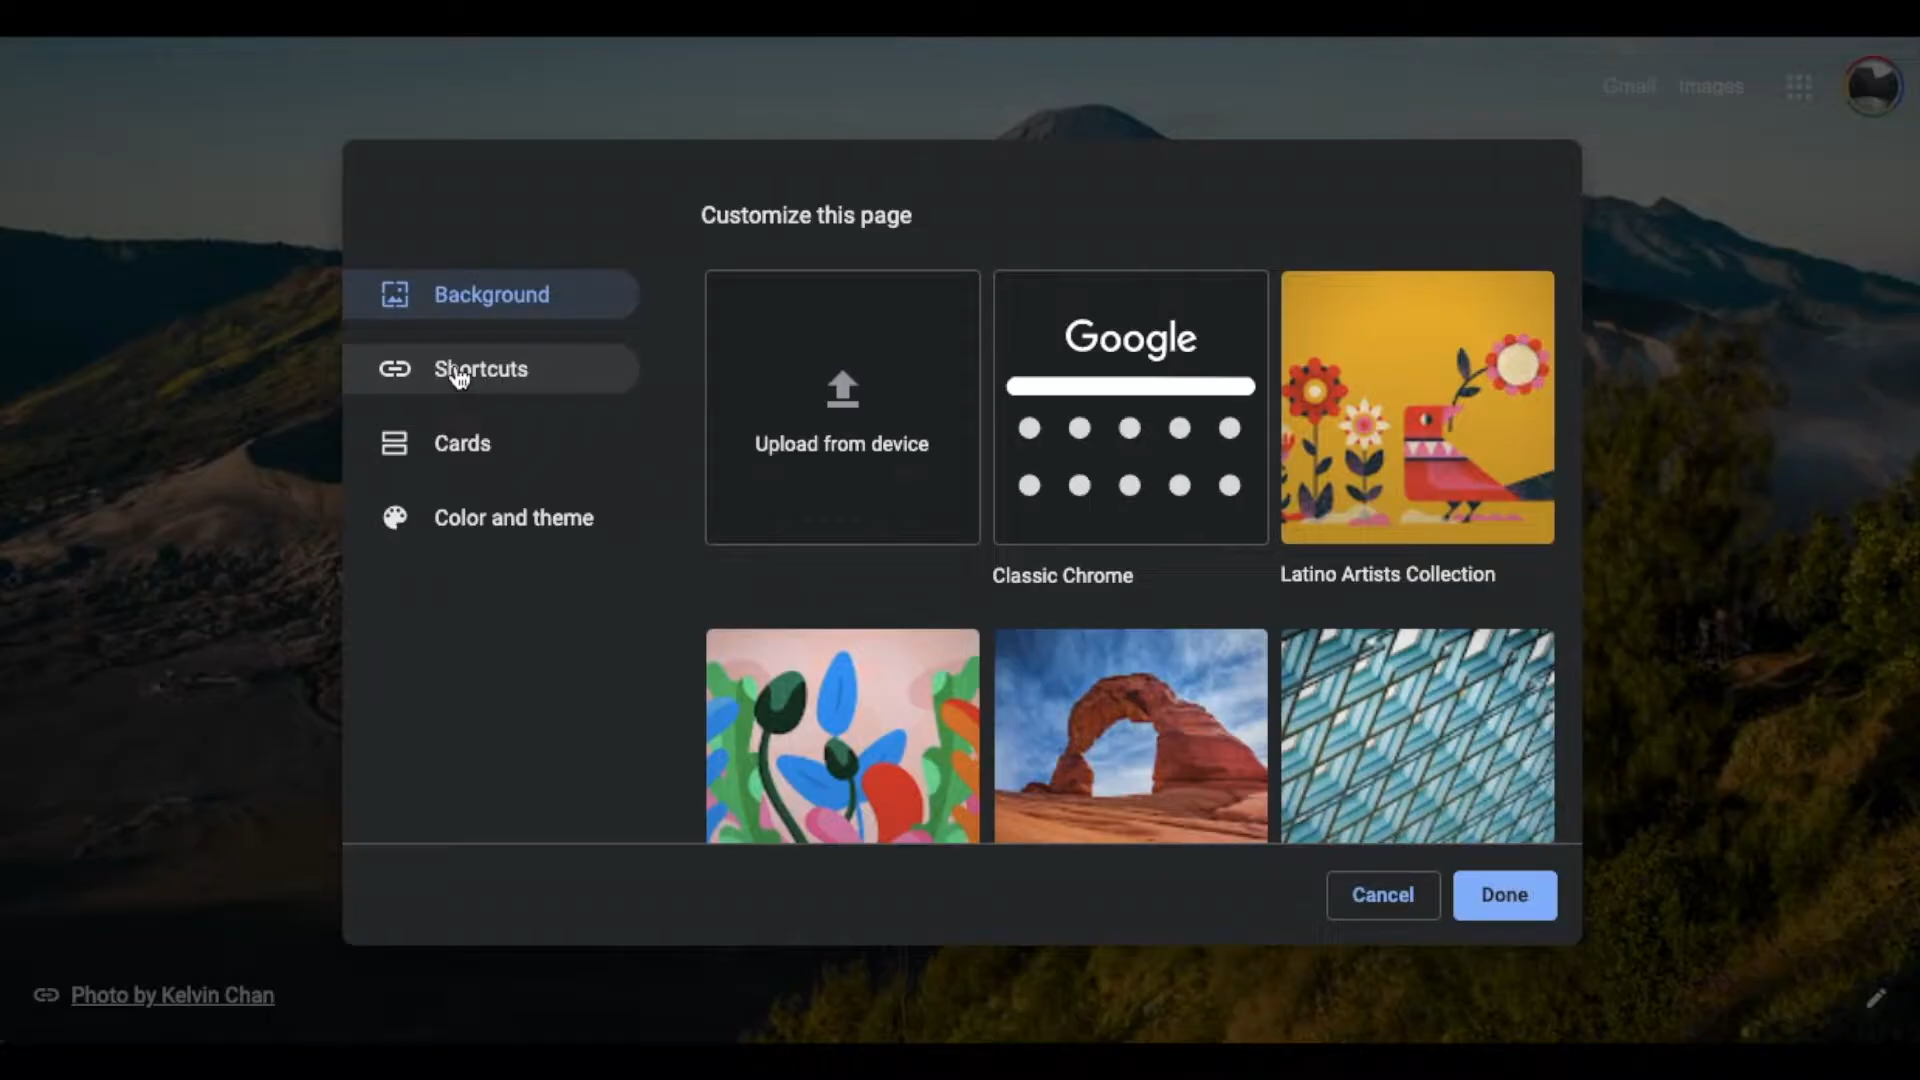 Gmail Images
Customize this page
Background
Shortcuts
Cards
Color and theme
Upload from device
Google
Classic Chrome
Latino Artists Collection
Cancel
Done
Photo by Kelvin Chan